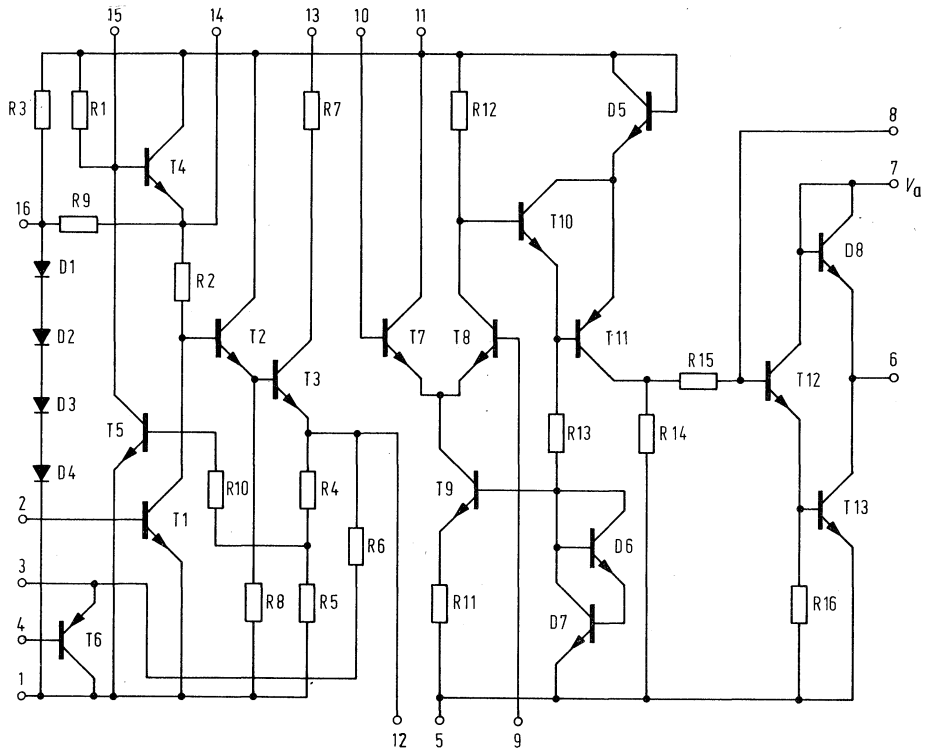 15 14 13 10 11
R3 R1 R7 R12 D5
8
T4
7
Va
16 R9 T10 D8
D1 R2
D2 T2 T7 T8 T11
R15
6
T3 T12
D3
T5 R13 R14
D4 R10 R4 T9
2 T1 T13
R6 D6
3
R8 R5 R11 D7 R16
4 T6
1
12 5 9